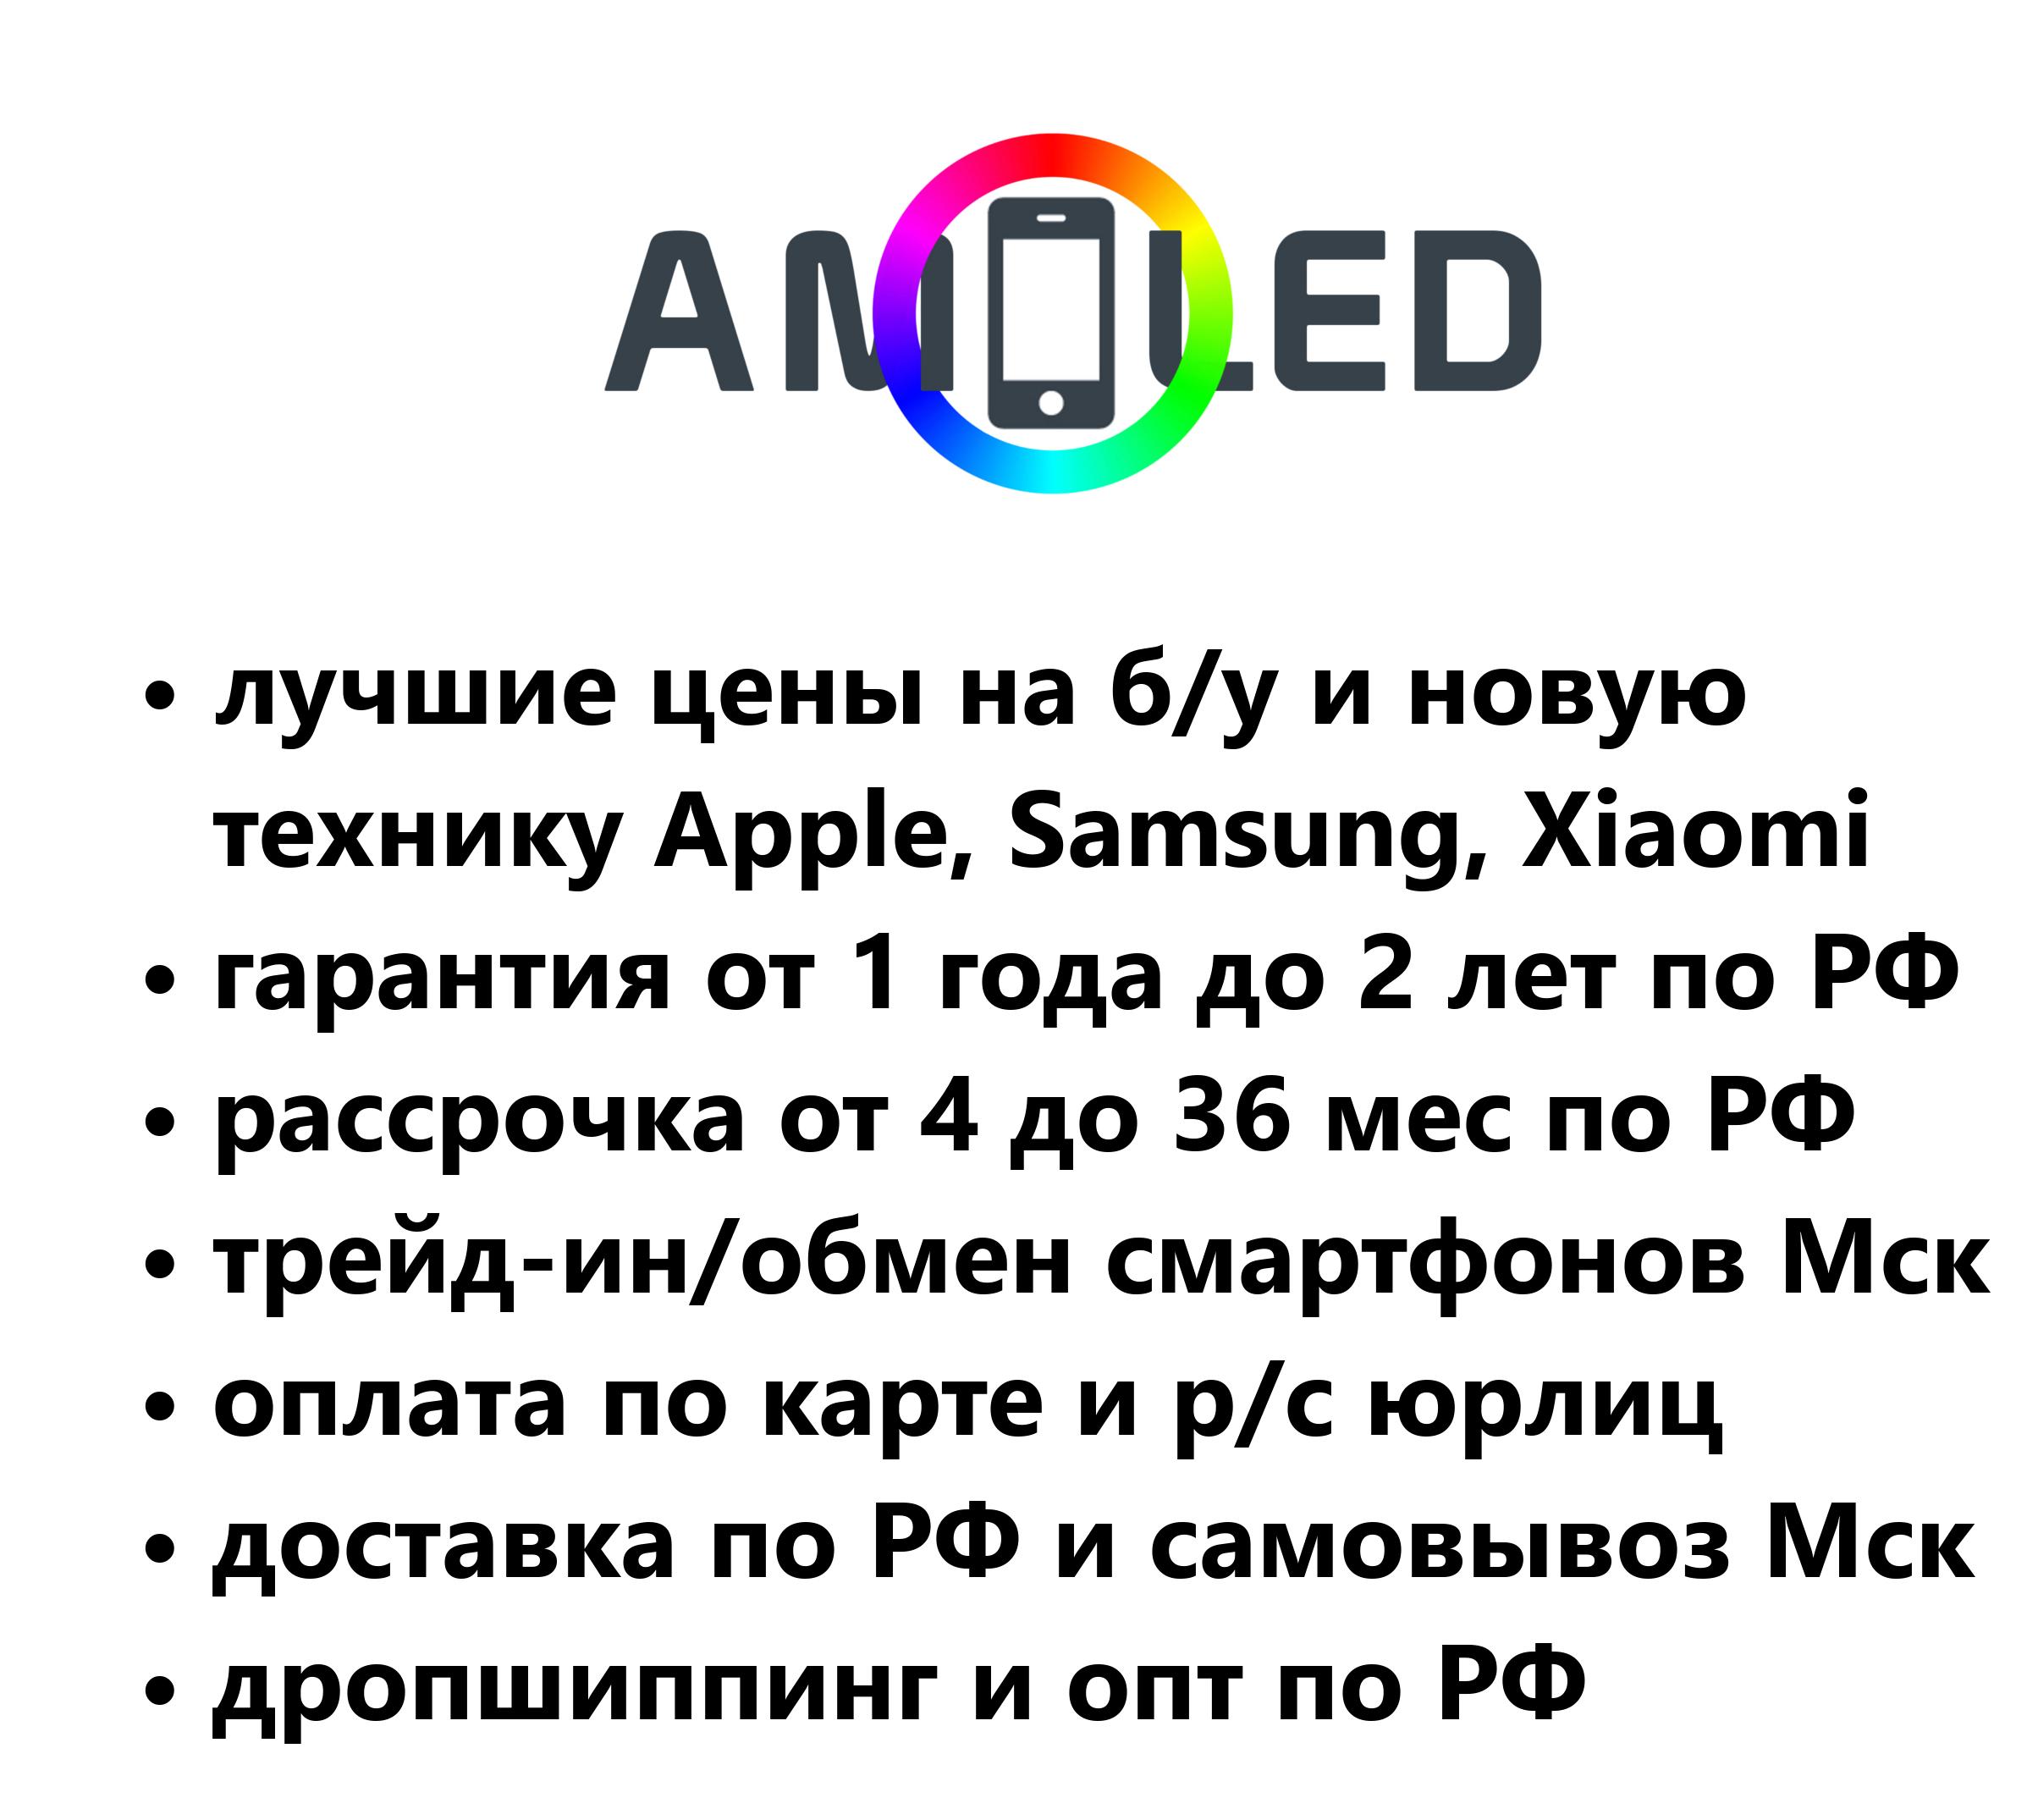 AMOLED
• лучшие цены на б/у и новую
технику Apple, Samsung, Xiaomi
• гарантия от 1 года до 2 лет по РФ
• рассрочка от 4 до 36 мес по РФ
• трейд-ин/обмен смартфонов Мск
• оплата по карте и р/с юрлиц
• доставка по РФ и самовывоз Мск
• дропшиппинг и опт по РФ